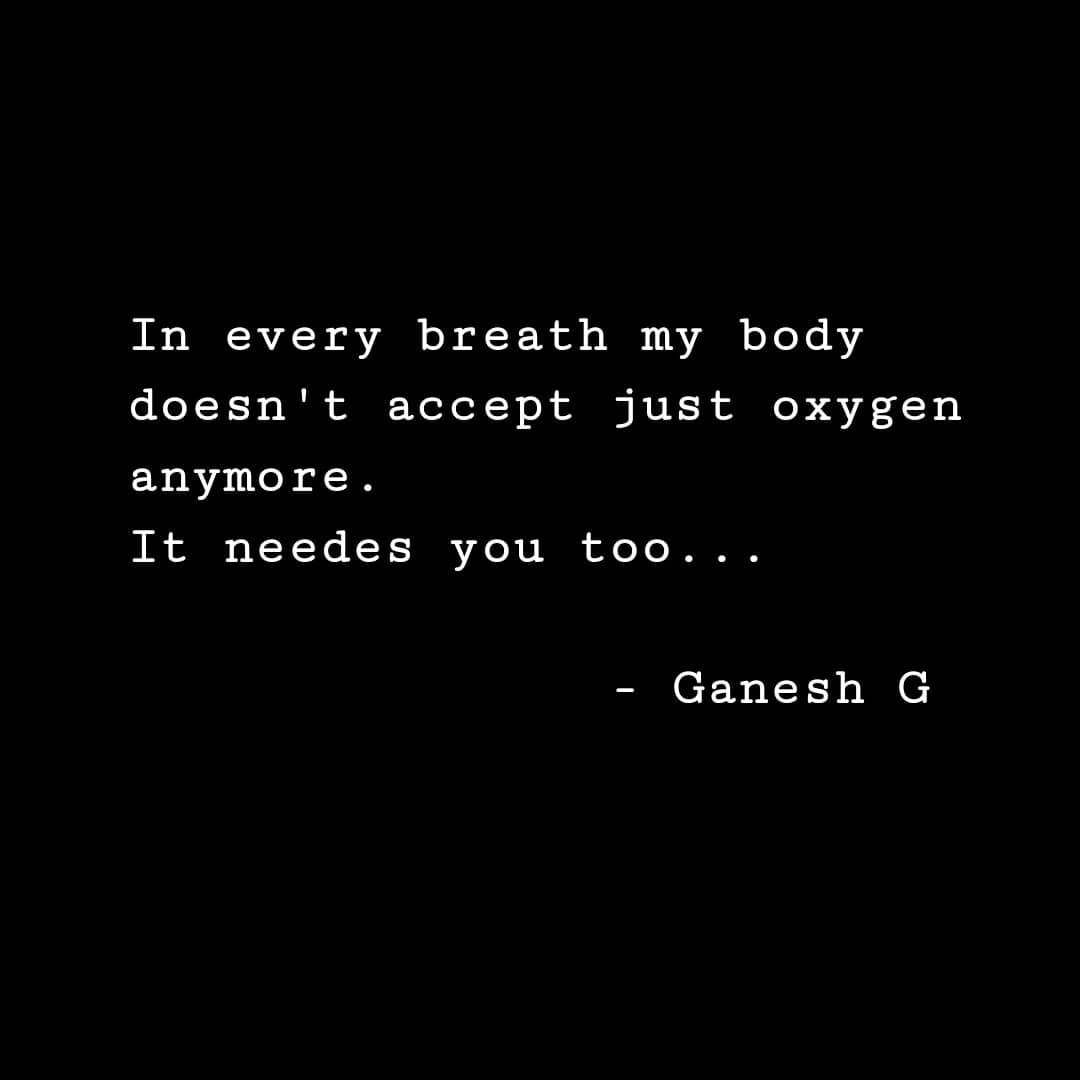 In every breath my body
doesn't accept just oxygen
anymore.
It needes you too...
- Ganesh G